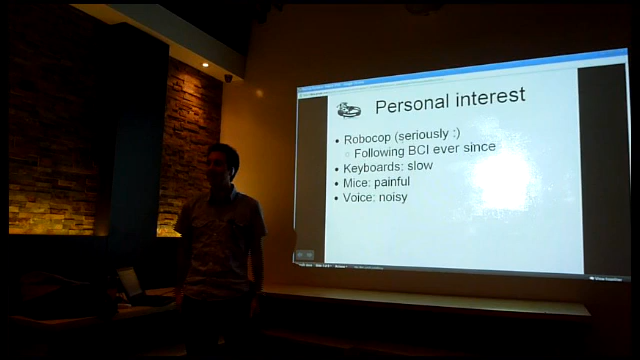 Personal interest
• Robocop (seriously :)
○ Following BCI ever since
• Keyboards: slow
• Mice: painful
• Voice: noisy